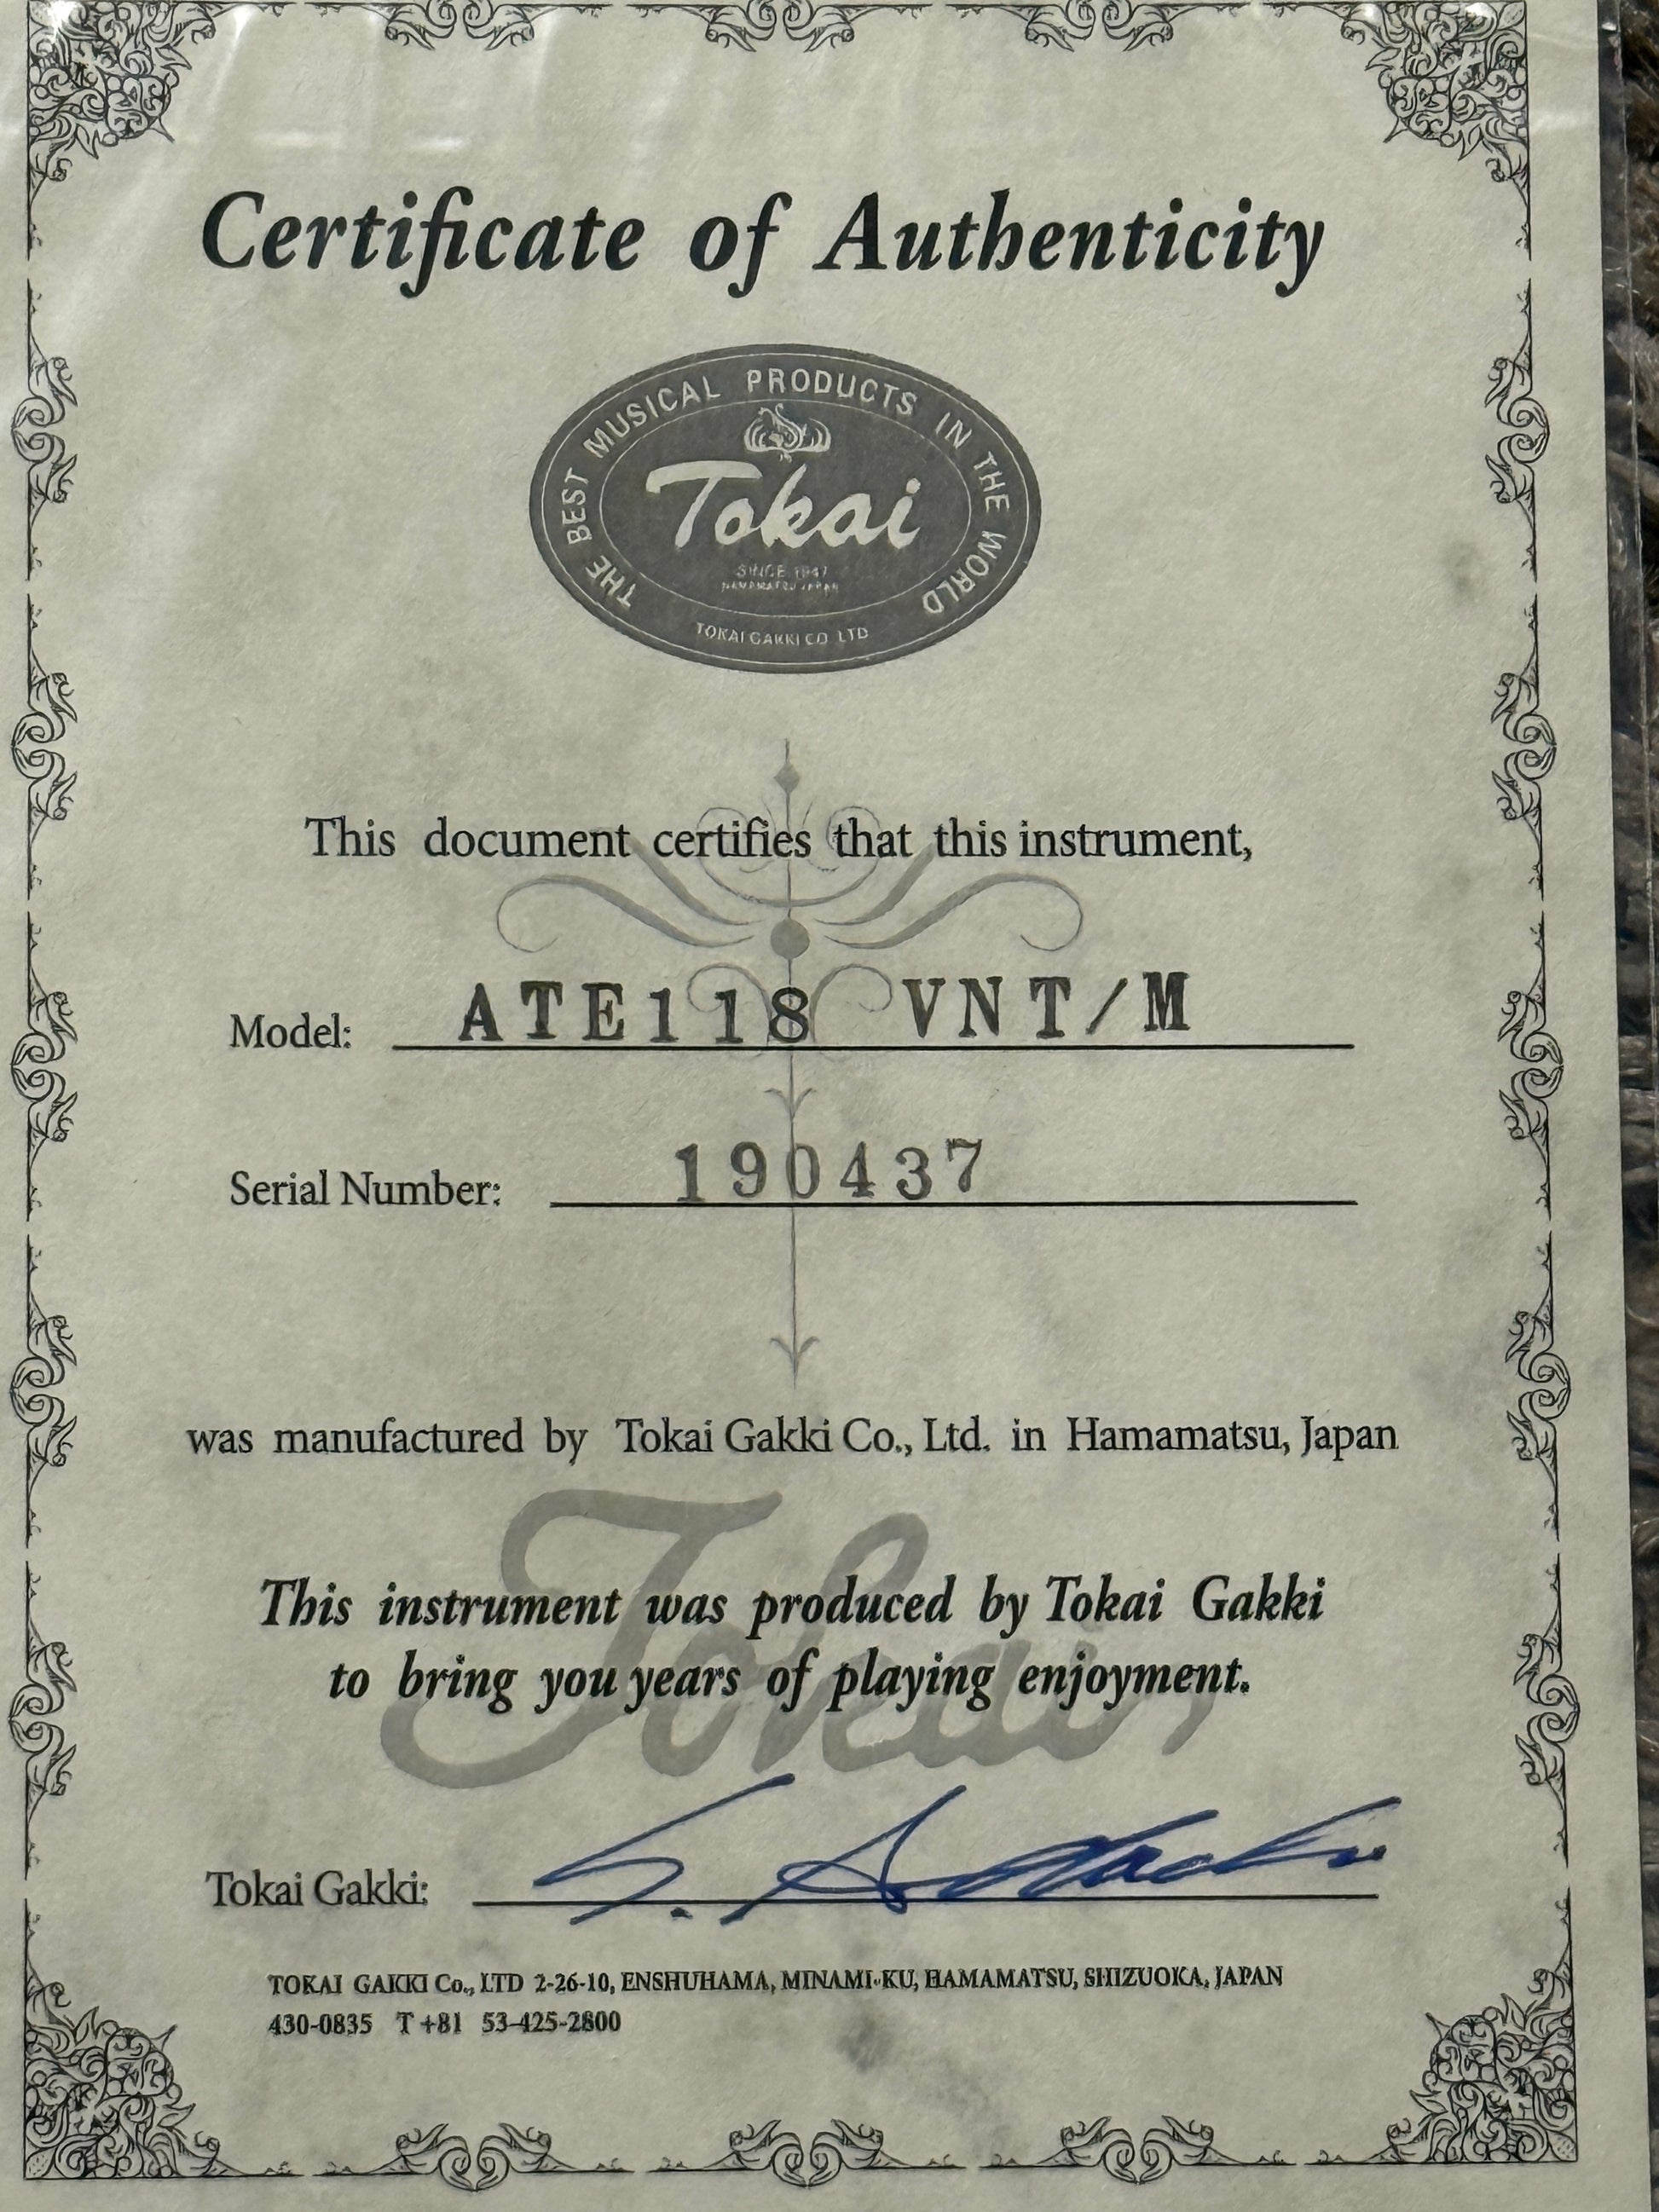 Certificate of Authenticity
THE BEST MUSICAL PRODUCTS IN THE WORLD
Tokai
SINCE 1947
HAMAMATSU JAPAN
TOKAI GAKKI CO. LTD
This document certifies that this instrument,
Model: ATE118 VNT/M
Serial Number: 190437
was manufactured by Tokai Gakki Co., Ltd. in Hamamatsu, Japan
Tokai
This instrument was produced by Tokai Gakki
to bring you years of playing enjoyment.
Tokai Gakki:
TOKAI GAKKI Co., LTD 2-26-10, ENSHUHAMA, MINAMI-KU, HAMAMATSU, SHIZUOKA, JAPAN
430-0835 T +81 53-425-2800